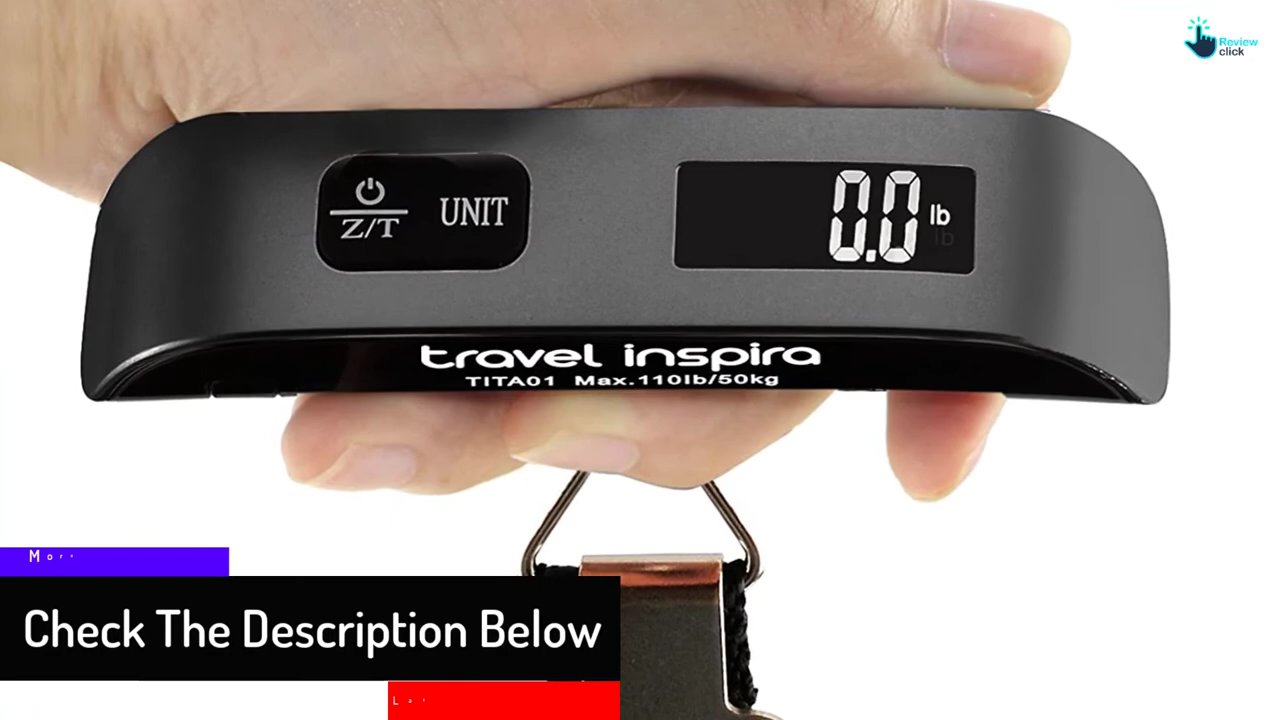 Review
click
Z/T UNIT
0.0 lb
travel inspira
TITA01 Max.110lb/50kg
Check The Description Below